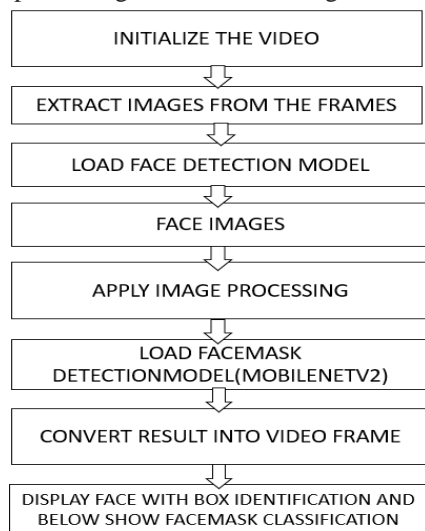 INITIALIZE THE VIDEO
EXTRACT IMAGES FROM THE FRAMES
LOAD FACE DETECTION MODEL
FACE IMAGES
APPLY IMAGE PROCESSING
LOAD FACEMASK
DETECTIONMODEL(MOBILENETV2)
CONVERT RESULT INTO VIDEO FRAME
DISPLAY FACE WITH BOX IDENTIFICATION AND
BELOW SHOW FACEMASK CLASSIFICATION